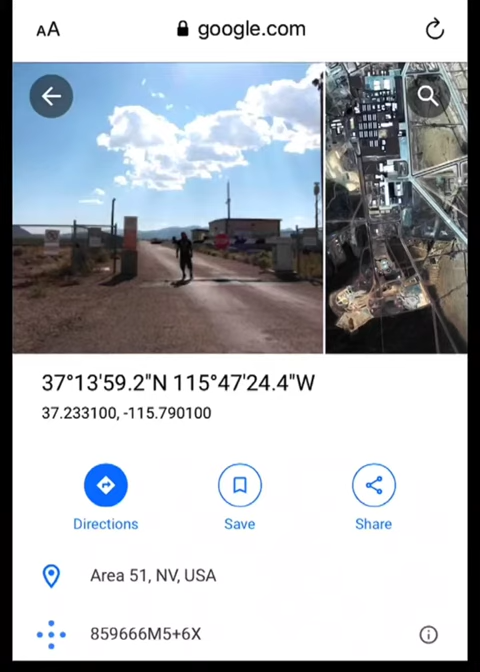 AA
google.com
37°13'59.2"N 115°47'24.4"W
37.233100, -115.790100
Directions
Save
Share
Area 51, NV, USA
859666M5+6X